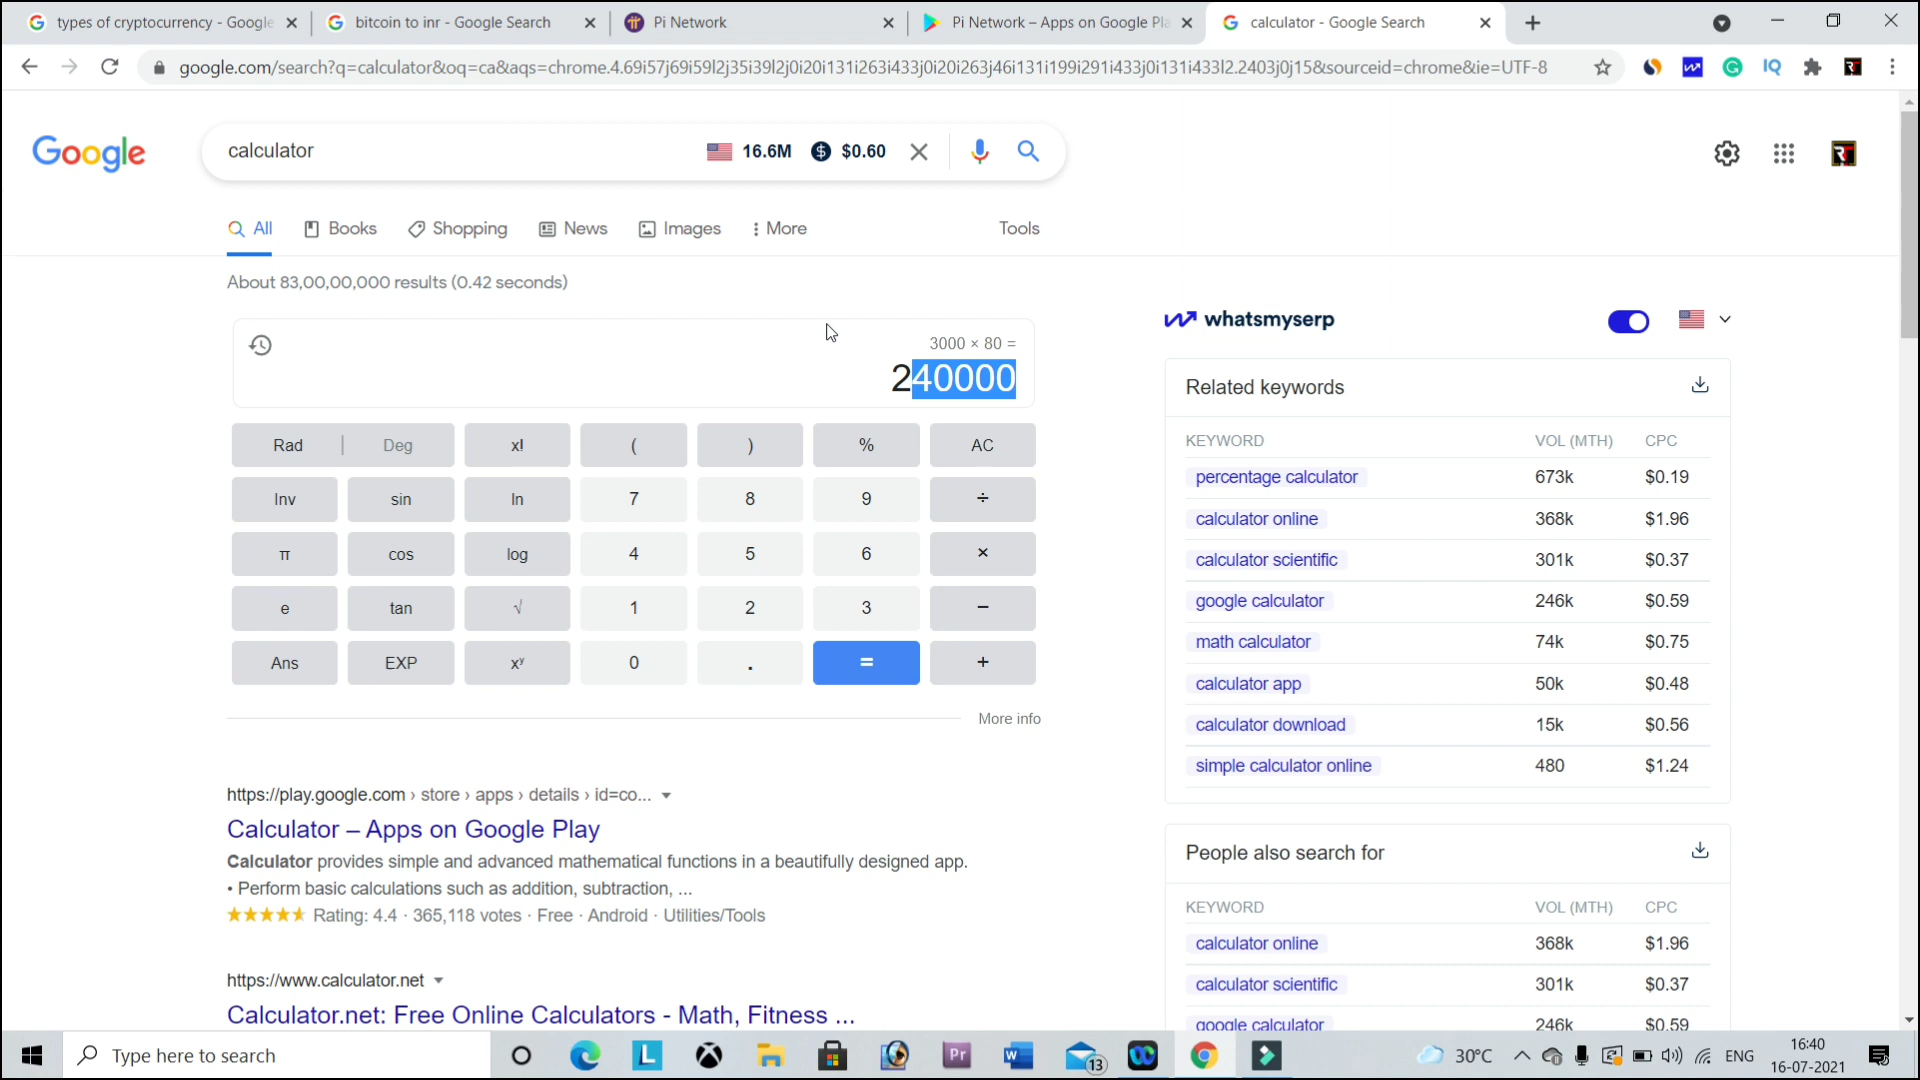 types of cryptocurrency - Google
bitcoin to inr - Google Search
Pi Network
Pi Network – Apps on Google Pla
calculator - Google Search
google.com/search?q=calculator&oq=ca&aqs=chrome.4.69i57j69i59l2j35i39l2j0i20i131i263i433j0i20i263j46i131i199i291i433j0i131i433l2.2403j0j15&sourceid=chrome&ie=UTF-8
Google
calculator
16.6M $0.60
All Books Shopping News Images More Tools
About 83,00,00,000 results (0.42 seconds)
3000 × 80 =
240000
Rad | Deg x! ( ) % AC
Inv sin ln 7 8 9 ÷
π cos log 4 5 6 ×
e tan √ 1 2 3 −
Ans EXP xʸ 0 . = +
More info
https://play.google.com › store › apps › details › id=co...
Calculator – Apps on Google Play
Calculator provides simple and advanced mathematical functions in a beautifully designed app.
• Perform basic calculations such as addition, subtraction, ...
Rating: 4.4 · 365,118 votes · Free · Android · Utilities/Tools
https://www.calculator.net
Calculator.net: Free Online Calculators - Math, Fitness ...
whatsmyserp
Related keywords
KEYWORD VOL (MTH) CPC
percentage calculator 673k $0.19
calculator online 368k $1.96
calculator scientific 301k $0.37
google calculator 246k $0.59
math calculator 74k $0.75
calculator app 50k $0.48
calculator download 15k $0.56
simple calculator online 480 $1.24
People also search for
KEYWORD VOL (MTH) CPC
calculator online 368k $1.96
calculator scientific 301k $0.37
google calculator 246k $0.59
Type here to search
L
Pr
W
13
30°C
ENG
16:40
16-07-2021